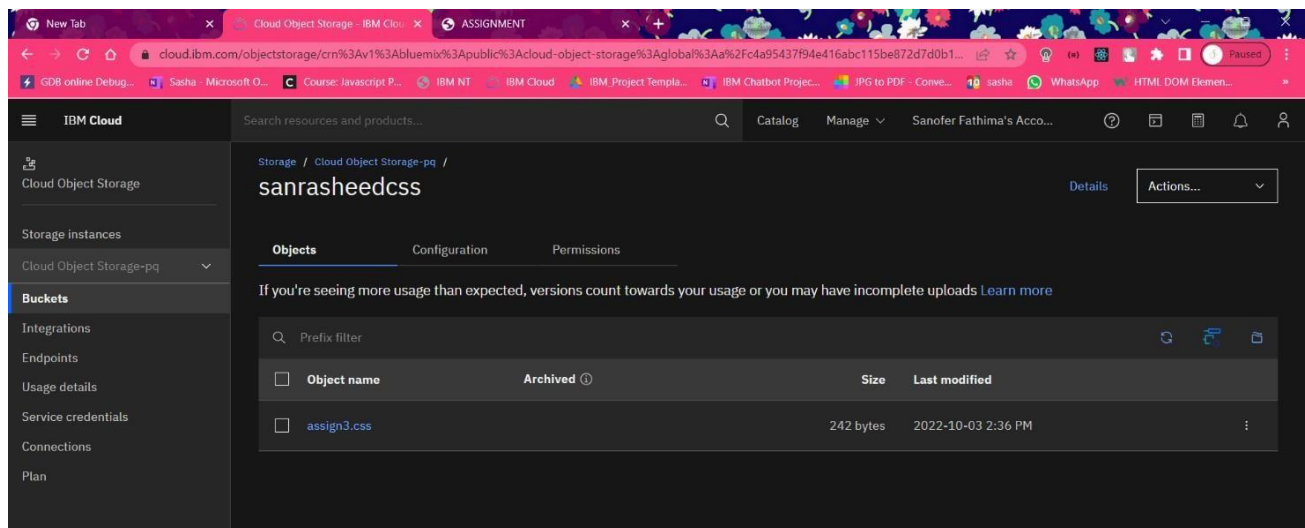 New Tab
Cloud Object Storage - IBM Clou
ASSIGNMENT
cloud.ibm.com/objectstorage/crn%3Av1%3Abluemix%3Apublic%3Acloud-object-storage%3Aglobal%3Aa%2Fc4a95437f94e416abc115be872d7d0b1...
Paused
GDB online Debug...
Sasha - Microsoft O...
Course: Javascript P...
IBM NT
IBM Cloud
IBM_Project Templa...
IBM Chatbot Projec...
JPG to PDF - Conve...
sasha
WhatsApp
HTML DOM Elemen...
»
IBM Cloud
Search resources and products...
Catalog
Manage
Sanofer Fathima's Acco...
Cloud Object Storage
Storage instances
Cloud Object Storage-pq
Buckets
Integrations
Endpoints
Usage details
Service credentials
Connections
Plan
Storage / Cloud Object Storage-pq /
sanrasheedcss
Details
Actions...
Objects
Configuration
Permissions
If you're seeing more usage than expected, versions count towards your usage or you may have incomplete uploads Learn more
Prefix filter
Object name Archived Size Last modified
assign3.css 242 bytes 2022-10-03 2:36 PM